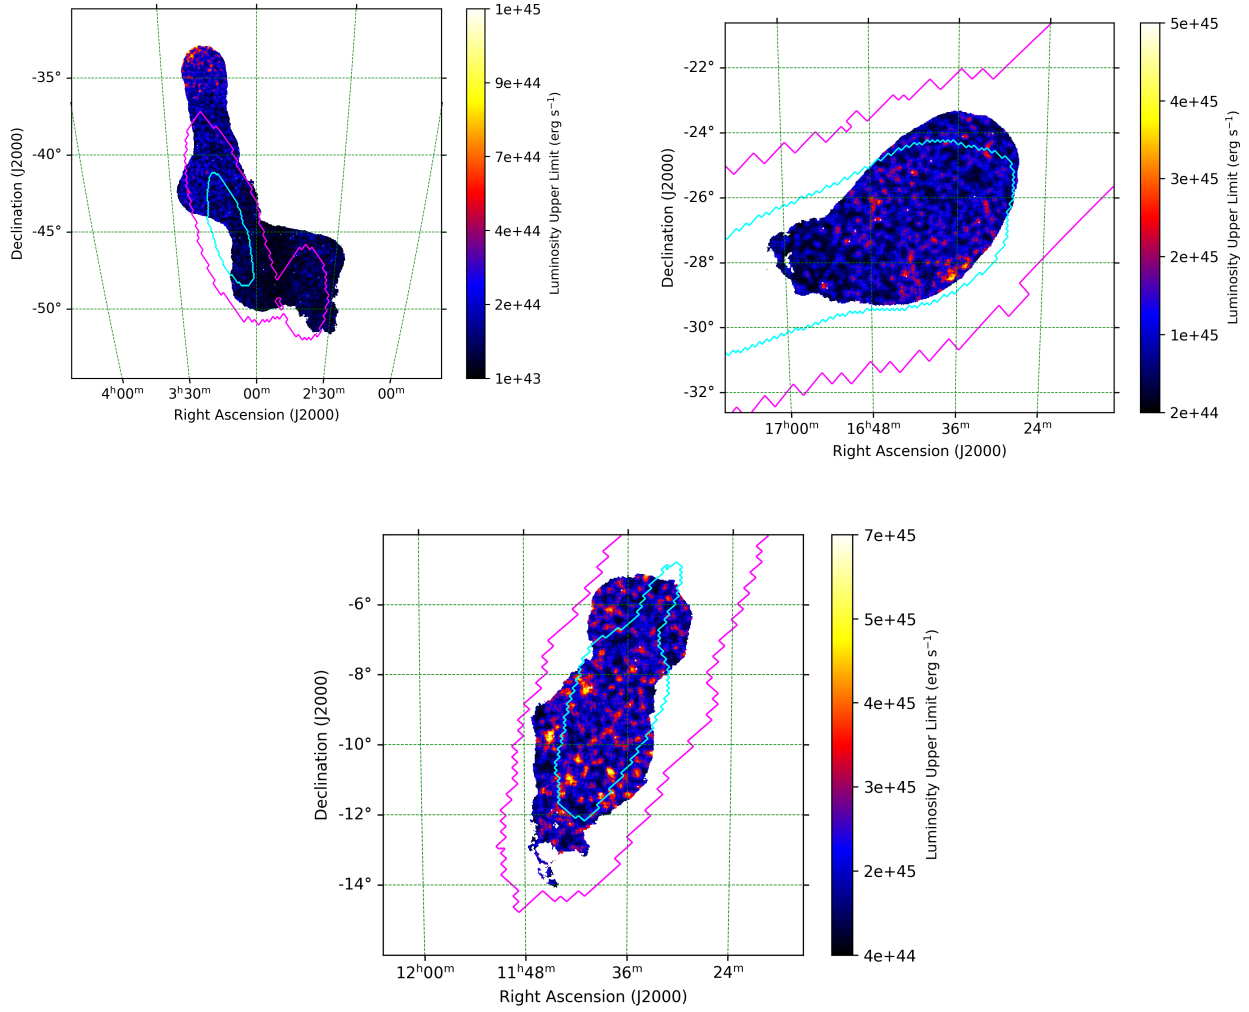 1e+45
9e+44
7e+44
4e+44
2e+44
1e+43
Luminosity Upper Limit (erg s⁻¹)
-35°
-40°
-45°
-50°
Declination (J2000)
4ʰ00ᵐ 3ʰ30ᵐ 00ᵐ 2ʰ30ᵐ 00ᵐ
Right Ascension (J2000)
5e+45
4e+45
3e+45
2e+45
1e+45
2e+44
Luminosity Upper Limit (erg s⁻¹)
-22°
-24°
-26°
-28°
-30°
-32°
Declination (J2000)
17ʰ00ᵐ 16ʰ48ᵐ 36ᵐ 24ᵐ
Right Ascension (J2000)
7e+45
5e+45
4e+45
3e+45
2e+45
4e+44
Luminosity Upper Limit (erg s⁻¹)
-6°
-8°
-10°
-12°
-14°
Declination (J2000)
12ʰ00ᵐ 11ʰ48ᵐ 36ᵐ 24ᵐ
Right Ascension (J2000)